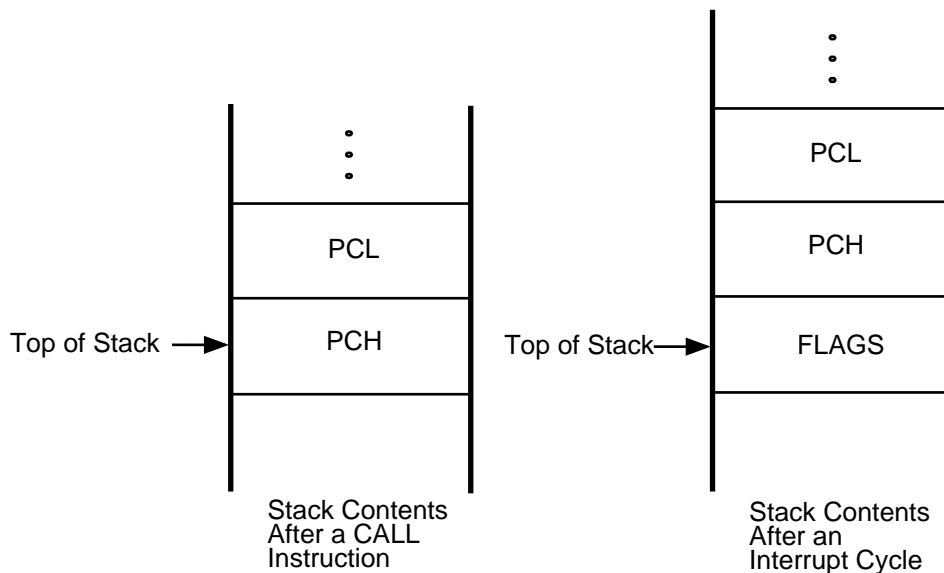 PCL
PCH
Top of Stack
Stack Contents
After a CALL
Instruction
PCL
PCH
Top of Stack
FLAGS
Stack Contents
After an
Interrupt Cycle